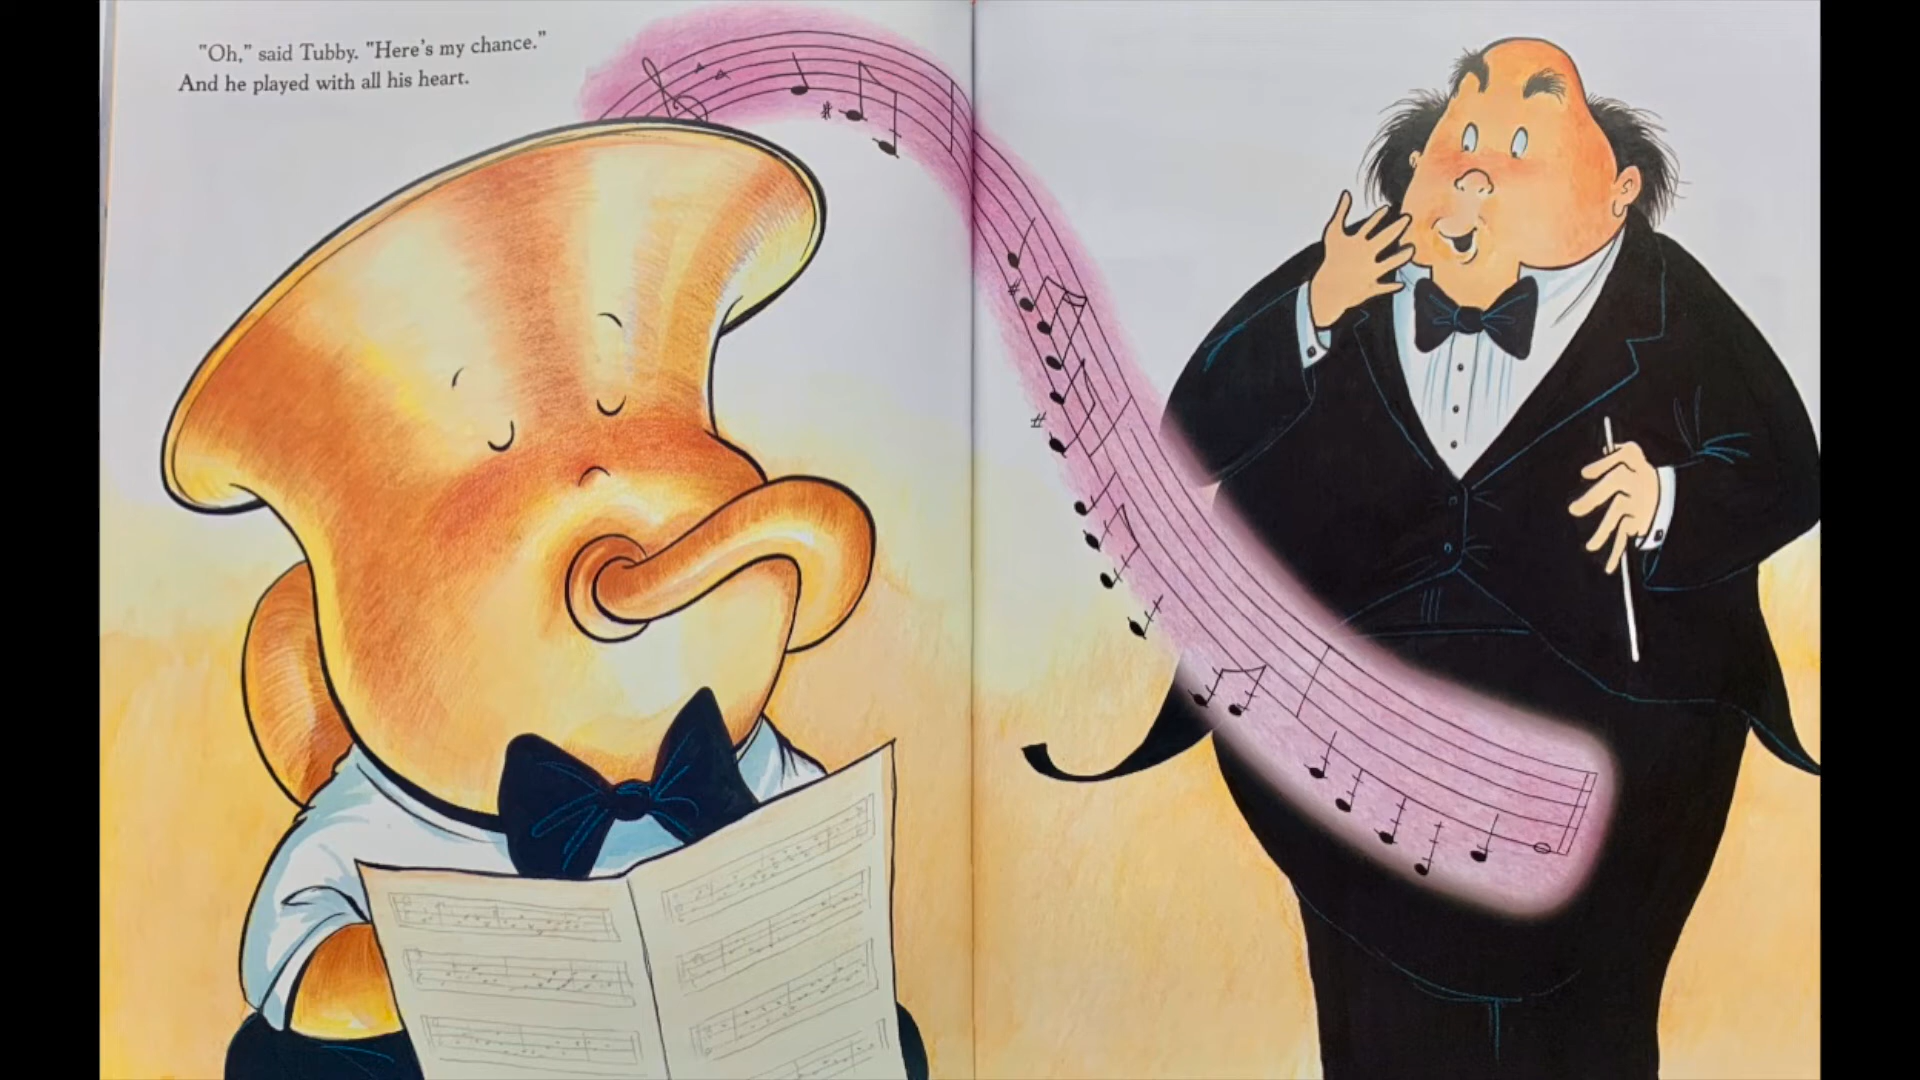 "Oh," said Tubby. "Here's my chance."
And he played with all his heart.